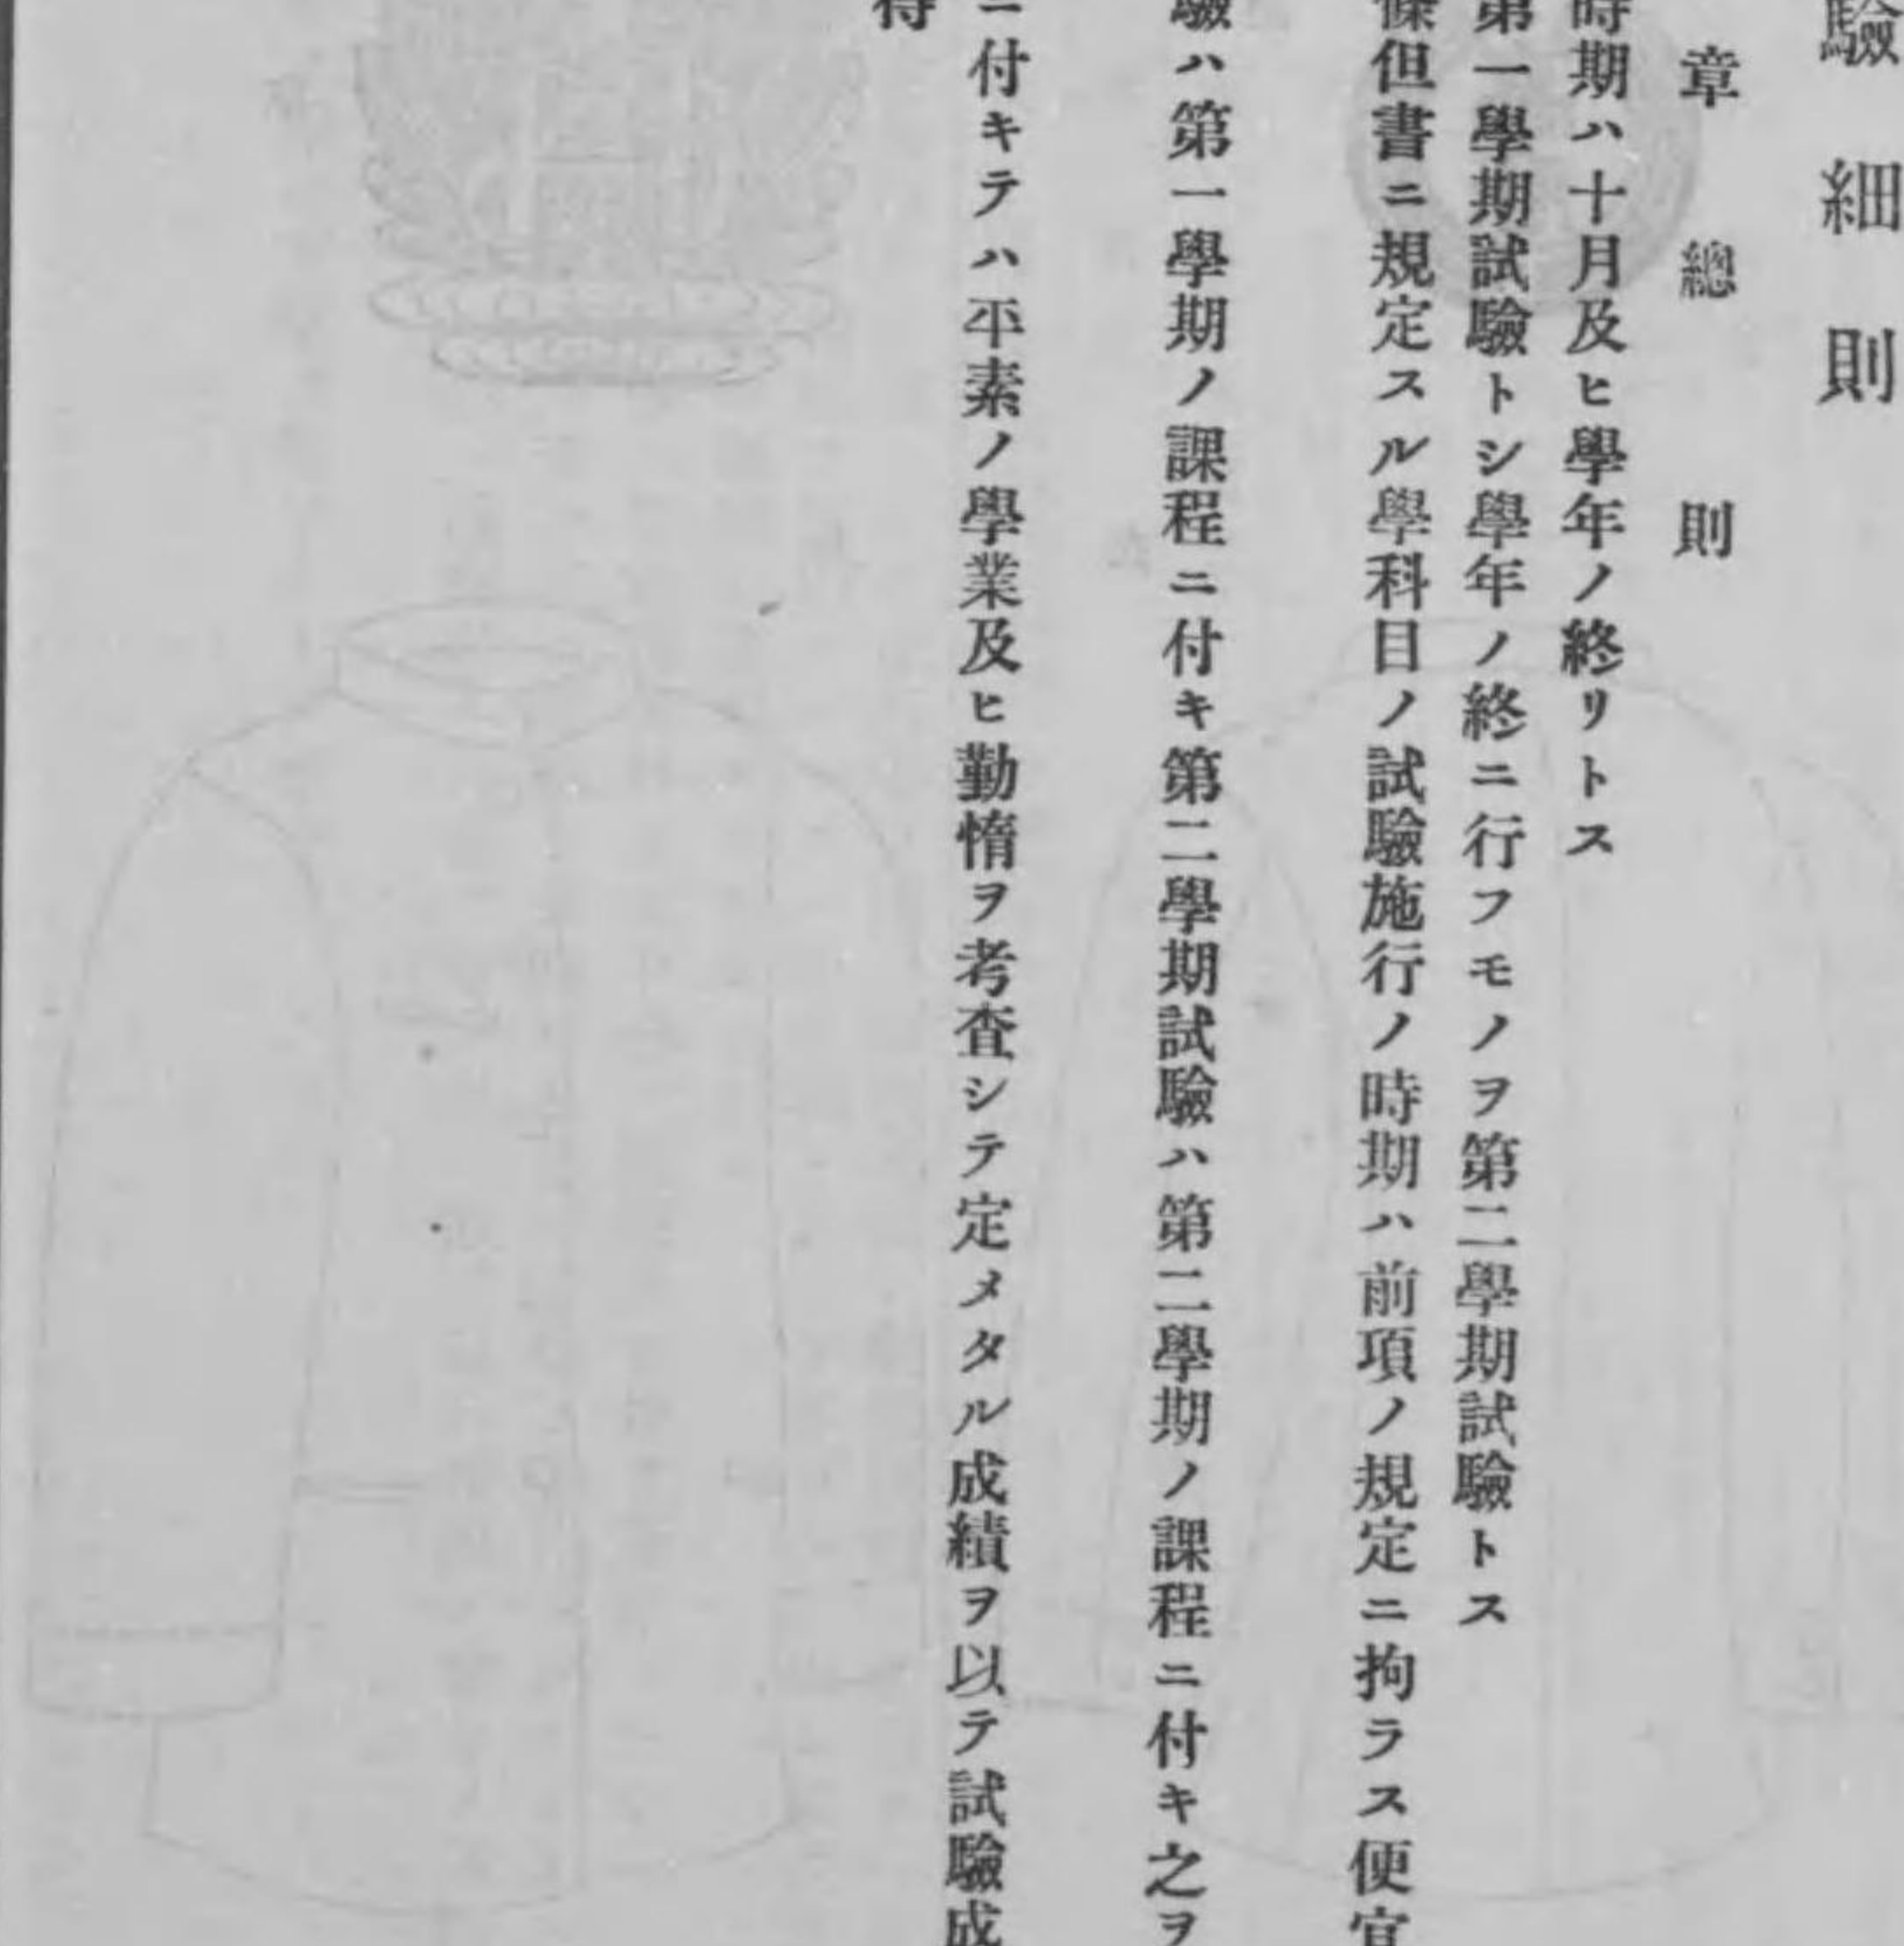 驗細則
章總則
時期ハ十月及ヒ學年ノ終リトス
第一學期試驗トシ學年ノ終ニ行フモノヲ第二學期試驗トス
條但書ニ規定スル學科目ノ試驗施行ノ時期ハ前項ノ規定ニ拘ラス便宜
驗ハ第一學期ノ課程ニ付キ第二學期試驗ハ第二學期ノ課程ニ付キ之ヲ
ニ付キテハ平素ノ學業及ヒ勤惰ヲ考査シテ定メタル成績ヲ以テ試驗成
得